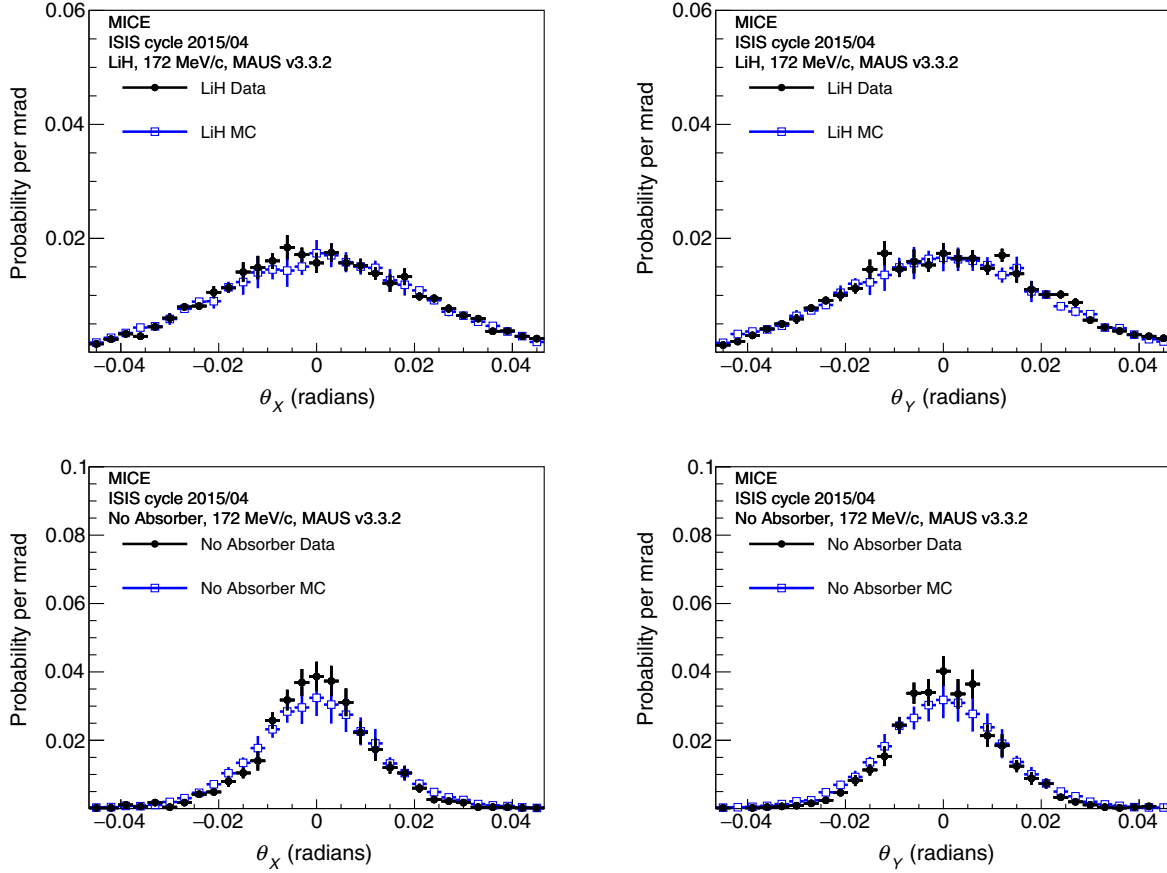 0.06
0.04
0.02
Probability per mrad
MICE
ISIS cycle 2015/04
LiH, 172 MeV/c, MAUS v3.3.2
LiH Data
LiH MC
−0.04 −0.02 0 0.02 0.04
θX (radians)
0.06
0.04
0.02
Probability per mrad
MICE
ISIS cycle 2015/04
LiH, 172 MeV/c, MAUS v3.3.2
LiH Data
LiH MC
−0.04 −0.02 0 0.02 0.04
θY (radians)
0.1
0.08
0.06
0.04
0.02
Probability per mrad
MICE
ISIS cycle 2015/04
No Absorber, 172 MeV/c, MAUS v3.3.2
No Absorber Data
No Absorber MC
−0.04 −0.02 0 0.02 0.04
θX (radians)
0.1
0.08
0.06
0.04
0.02
Probability per mrad
MICE
ISIS cycle 2015/04
No Absorber, 172 MeV/c, MAUS v3.3.2
No Absorber Data
No Absorber MC
−0.04 −0.02 0 0.02 0.04
θY (radians)